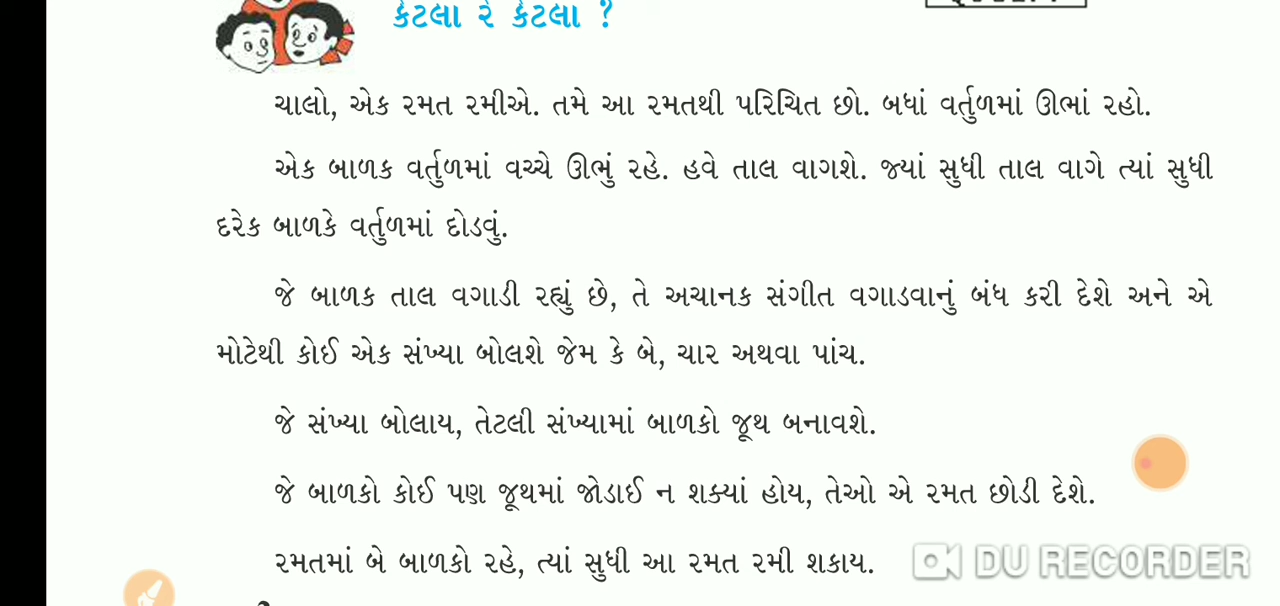 કેટલા રે કેટલા ?
ચાલો, એક રમત રમીએ. તમે આ રમતથી પરિચિત છો. બધાં વર્તુળમાં ઊભાં રહો.
એક બાળક વર્તુળમાં વચ્ચે ઊભું રહે. હવે તાલ વાગશે. જ્યાં સુધી તાલ વાગે ત્યાં સુધી
દરેક બાળકે વર્તુળમાં દોડવું.
જે બાળક તાલ વગાડી રહ્યું છે, તે અચાનક સંગીત વગાડવાનું બંધ કરી દેશે અને એ
મોટેથી કોઈ એક સંખ્યા બોલશે જેમ કે બે, ચાર અથવા પાંચ.
જે સંખ્યા બોલાય, તેટલી સંખ્યામાં બાળકો જૂથ બનાવશે.
જે બાળકો કોઈ પણ જૂથમાં જોડાઈ ન શક્યાં હોય, તેઓ એ રમત છોડી દેશે.
રમતમાં બે બાળકો રહે, ત્યાં સુધી આ રમત રમી શકાય.
DU RECORDER